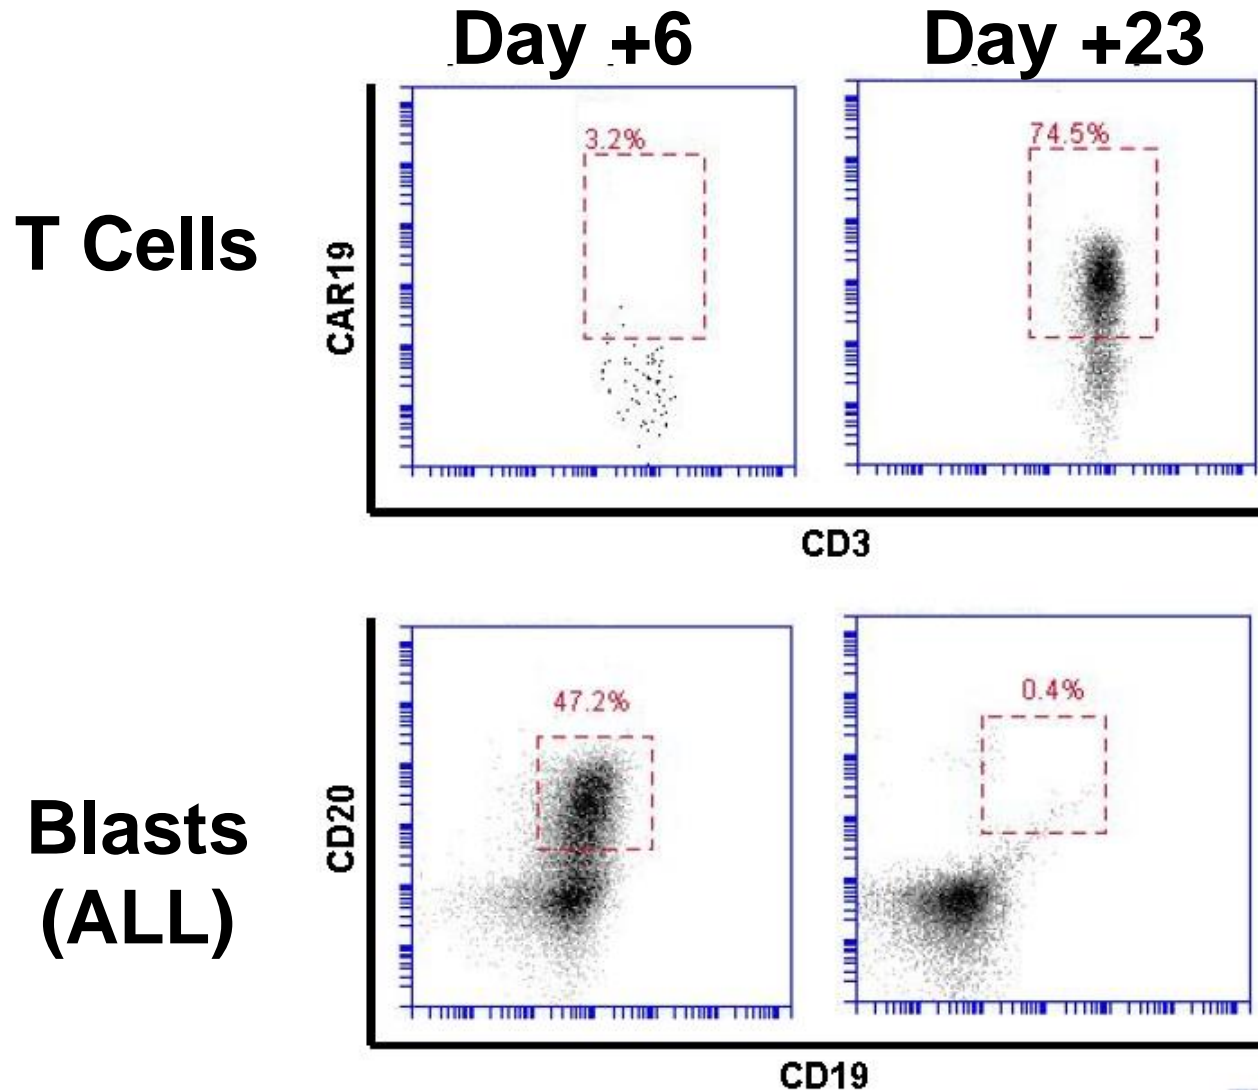 Day +6
Day +23
T Cells
CAR19
3.2%
74.5%
CD3
Blasts
(ALL)
CD20
47.2%
0.4%
CD19